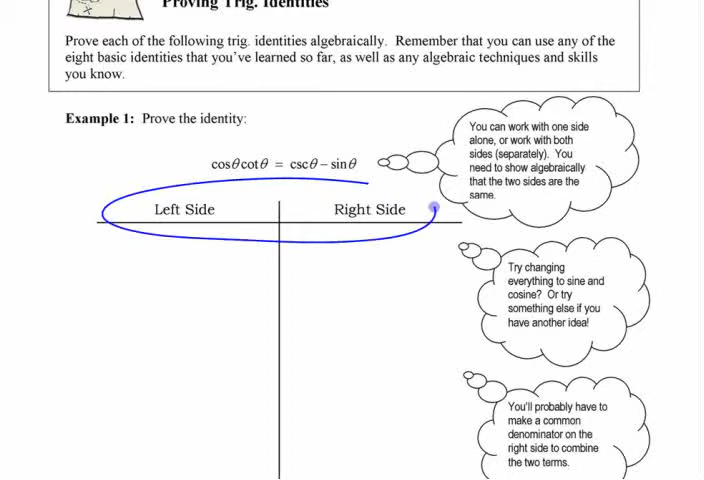 Proving Trig. Identities
Prove each of the following trig. identities algebraically. Remember that you can use any of the
eight basic identities that you've learned so far, as well as any algebraic techniques and skills
you know.
Example 1: Prove the identity:
cosθcotθ = cscθ − sinθ
Left Side
Right Side
You can work with one side
alone, or work with both
sides (separately). You
need to show algebraically
that the two sides are the
same.
Try changing
everything to sine and
cosine? Or try
something else if you
have another idea!
You'll probably have to
make a common
denominator on the
right side to combine
the two terms.